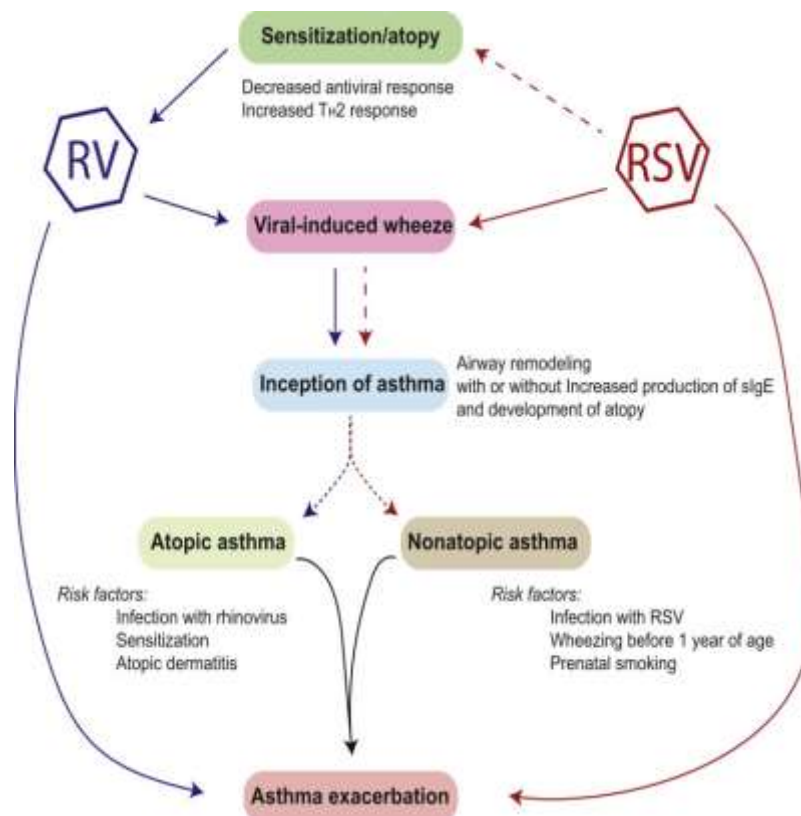 Sensitization/atopy
Decreased antiviral response
Increased TH2 response
RV
RSV
Viral-induced wheeze
Inception of asthma
Airway remodeling
with or without Increased production of sIgE
and development of atopy
Atopic asthma
Nonatopic asthma
Risk factors:
Infection with rhinovirus
Sensitization
Atopic dermatitis
Risk factors:
Infection with RSV
Wheezing before 1 year of age
Prenatal smoking
Asthma exacerbation